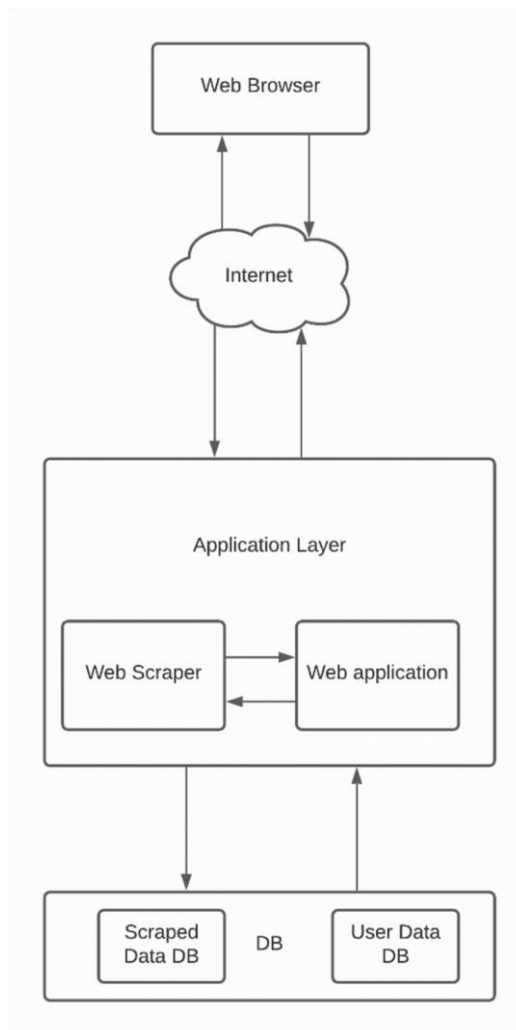 Web Browser
Internet
Application Layer
Web Scraper
Web application
Scraped
Data DB
DB
User Data
DB